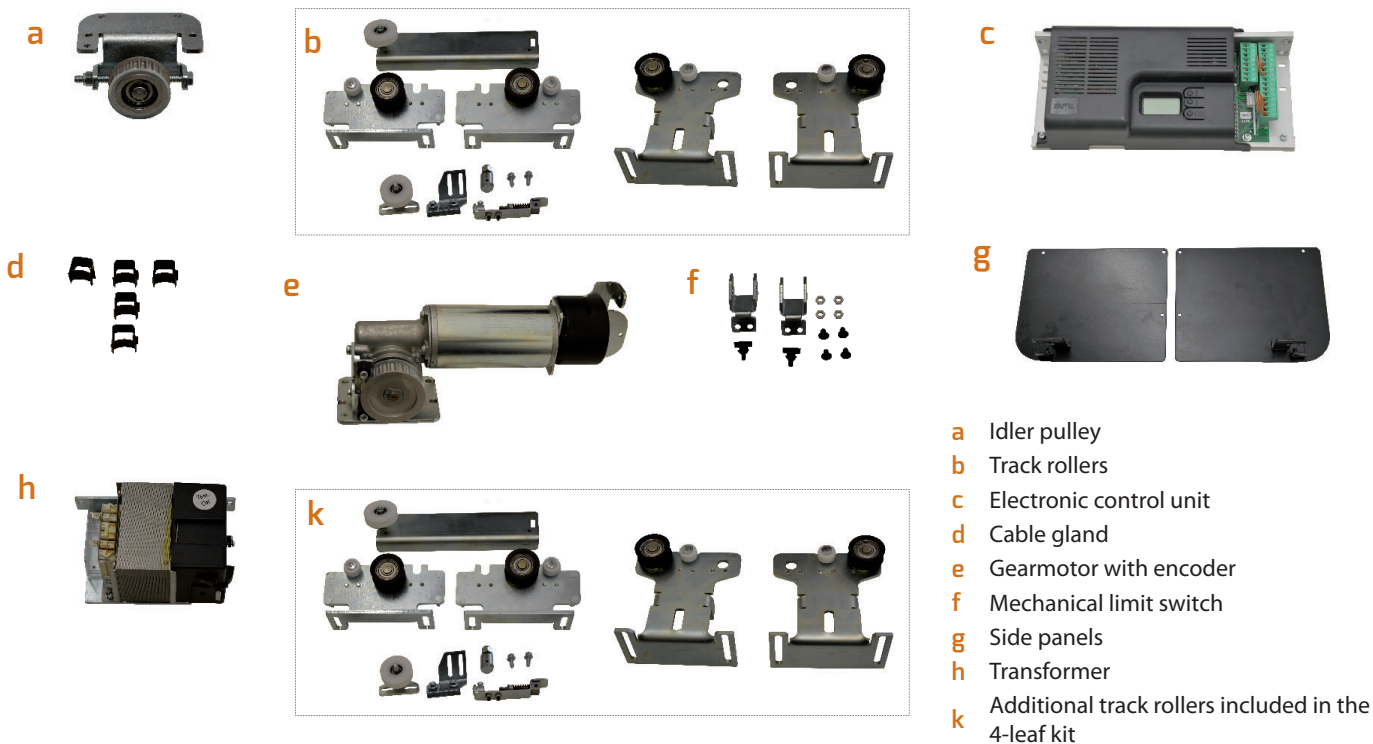 a
b
c
BFT
d
e
f
g
h
k
a Idler pulley
b Track rollers
c Electronic control unit
d Cable gland
e Gearmotor with encoder
f Mechanical limit switch
g Side panels
h Transformer
k Additional track rollers included in the
4-leaf kit